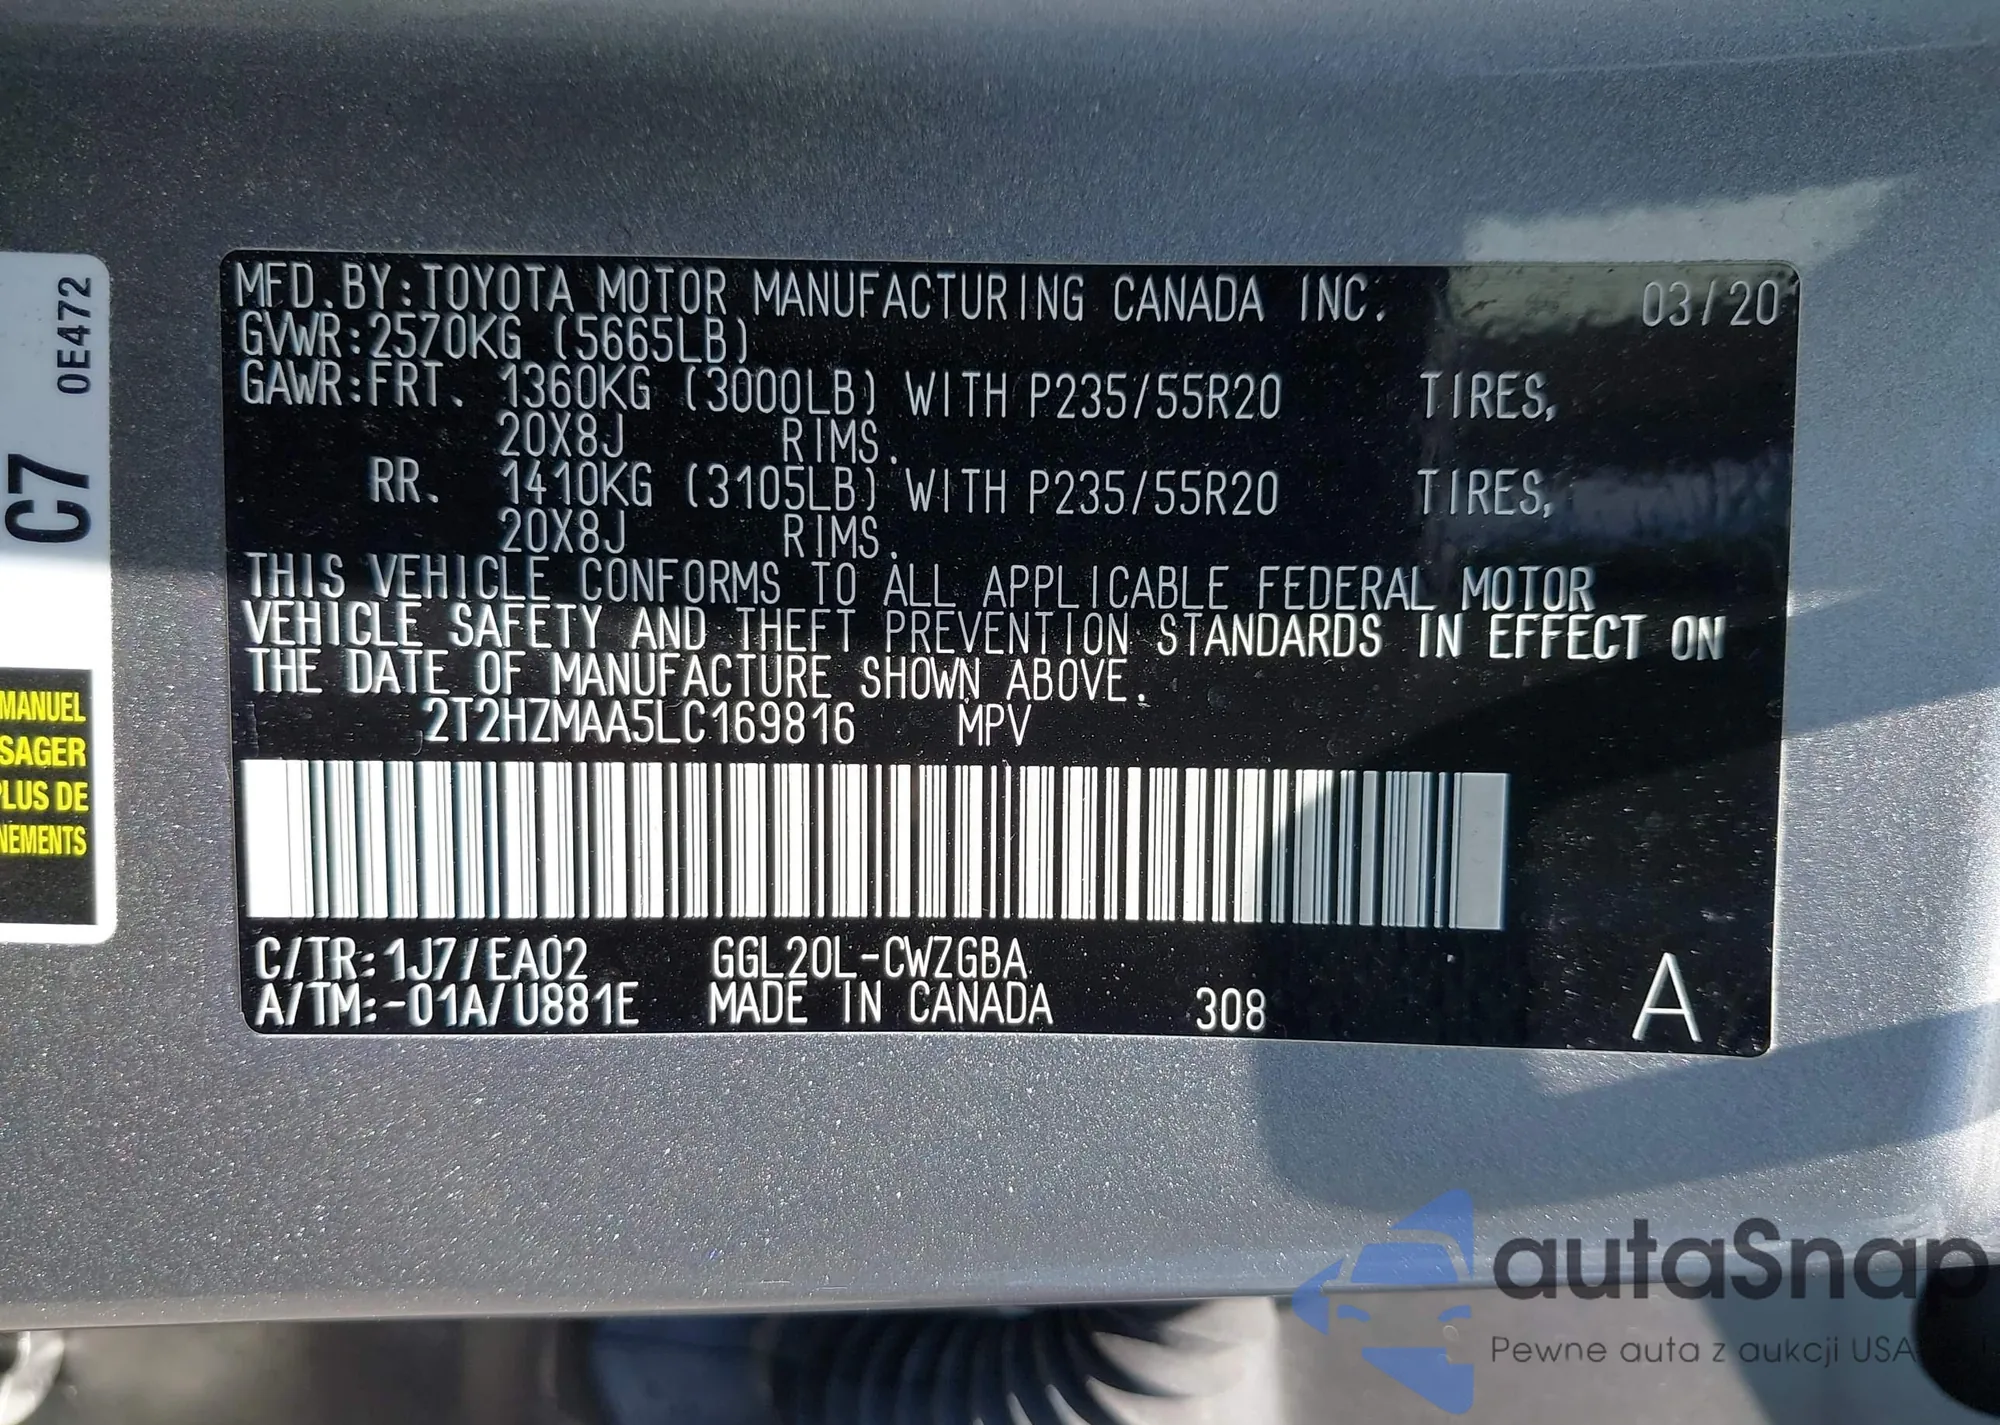 MFD.BY:TOYOTA MOTOR MANUFACTURING CANADA INC. 03/20
GVWR:2570KG (5665LB)
GAWR:FRT. 1360KG (3000LB) WITH P235/55R20 TIRES,
20X8J RIMS.
RR. 1410KG (3105LB) WITH P235/55R20 TIRES,
20X8J RIMS.
THIS VEHICLE CONFORMS TO ALL APPLICABLE FEDERAL MOTOR
VEHICLE SAFETY AND THEFT PREVENTION STANDARDS IN EFFECT ON
THE DATE OF MANUFACTURE SHOWN ABOVE.
2T2HZMAA5LC169816 MPV
C/TR:1J7/EA02 GGL20L-CWZGBA
A/TM:-01A/U881E MADE IN CANADA 308 A
C7 0E472
MANUEL
SAGER
PLUS DE
NEMENTS
autaSnap
Pewne auta z aukcji USA